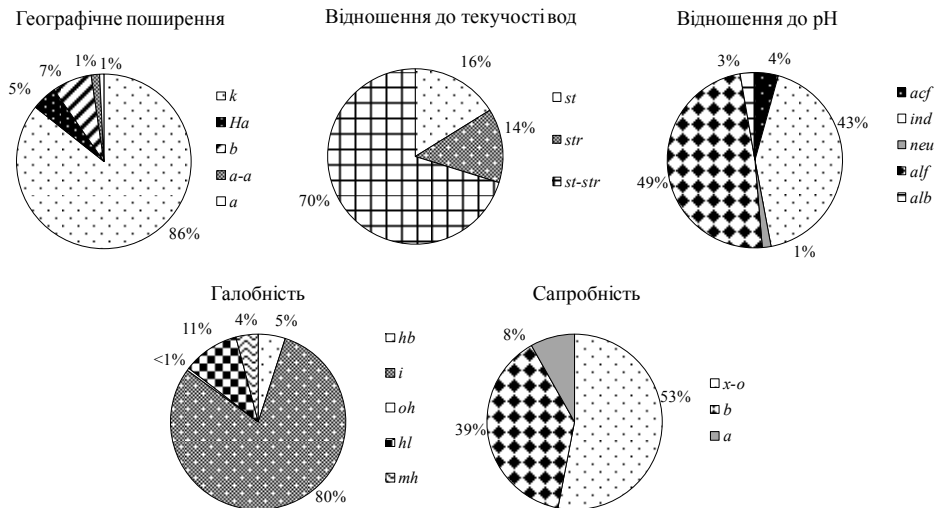 Географічне поширення
1%
1%
7%
5%
86%
k
Ha
b
a-a
a
Відношення до текучості вод
16%
14%
70%
st
str
st-str
Відношення до pH
3%
4%
43%
49%
1%
acf
ind
neu
alf
alb
Галобність
4%
5%
11%
<1%
80%
hb
i
oh
hl
mh
Сапробність
8%
53%
39%
x-o
b
a